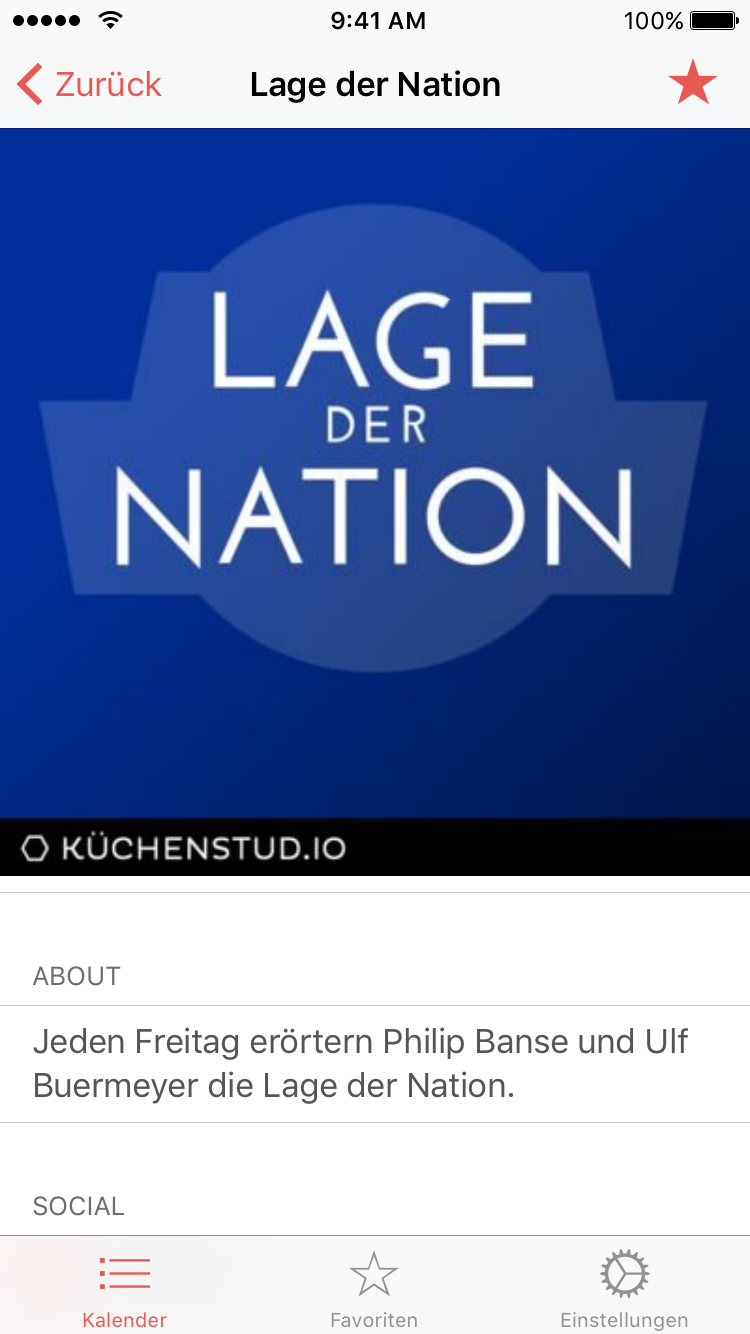 9:41 AM
100%
Zurück
Lage der Nation
LAGE
DER
NATION
KÜCHENSTUD.IO
ABOUT
Jeden Freitag erörtern Philip Banse und Ulf
Buermeyer die Lage der Nation.
SOCIAL
Kalender
Favoriten
Einstellungen